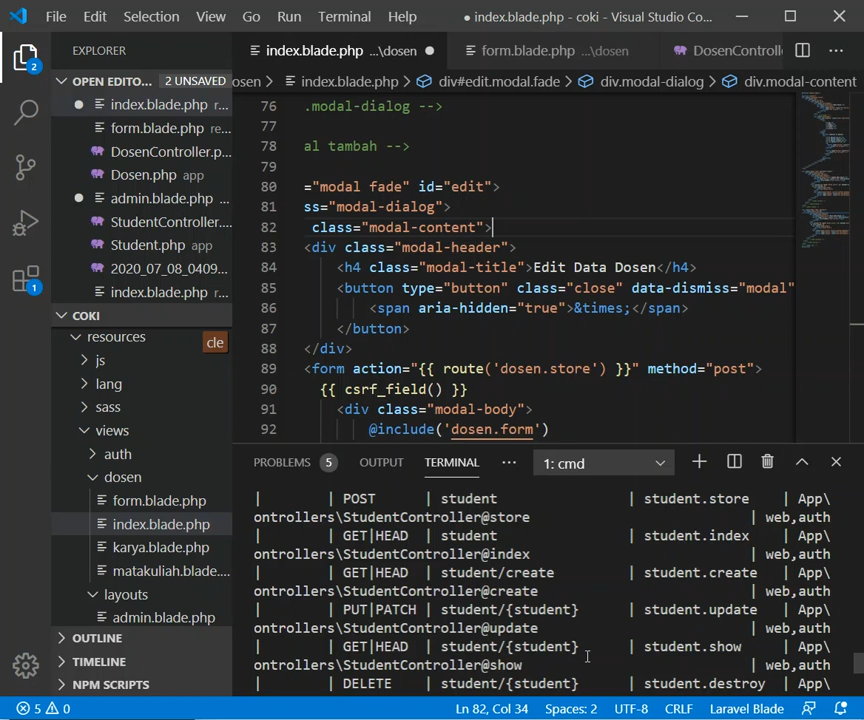 File Edit Selection View Go Run Terminal Help
● index.blade.php - coki - Visual Studio Co...
2
EXPLORER
index.blade.php ...\dosen ●
form.blade.php ...\dosen
DosenControll
OPEN EDITO... 2 UNSAVED
osen > index.blade.php > div#edit.modal.fade > div.modal-dialog > div.modal-content
index.blade.php r...
form.blade.php re...
DosenController.p...
Dosen.php app
admin.blade.php ...
StudentController....
Student.php app
2020_07_08_0409...
index.blade.php r...
1
COKI
resources
cle
js
lang
sass
views
auth
dosen
form.blade.php
index.blade.php
karya.blade.php
matakuliah.blade....
layouts
admin.blade.php
OUTLINE
TIMELINE
NPM SCRIPTS
76 .modal-dialog -->
77
78 al tambah -->
79
80 ="modal fade" id="edit">
81 ss="modal-dialog">
82 class="modal-content">
83 <div class="modal-header">
84 <h4 class="modal-title">Edit Data Dosen</h4>
85 <button type="button" class="close" data-dismiss="modal"
86 <span aria-hidden="true">&times;</span>
87 </button>
88 </div>
89 <form action="{{ route('dosen.store') }}" method="post">
90 {{ csrf_field() }}
91 <div class="modal-body">
92 @include('dosen.form')
PROBLEMS 5 OUTPUT TERMINAL ... 1: cmd
| | POST | student | student.store | App\
ontrollers\StudentController@store | web,auth
| | GET|HEAD | student | student.index | App\
ontrollers\StudentController@index | web,auth
| | GET|HEAD | student/create | student.create | App\
ontrollers\StudentController@create | web,auth
| | PUT|PATCH | student/{student} | student.update | App\
ontrollers\StudentController@update | web,auth
| | GET|HEAD | student/{student} | student.show | App\
ontrollers\StudentController@show | web,auth
| | DELETE | student/{student} | student.destroy | App\
5 0 Ln 82, Col 34 Spaces: 2 UTF-8 CRLF Laravel Blade